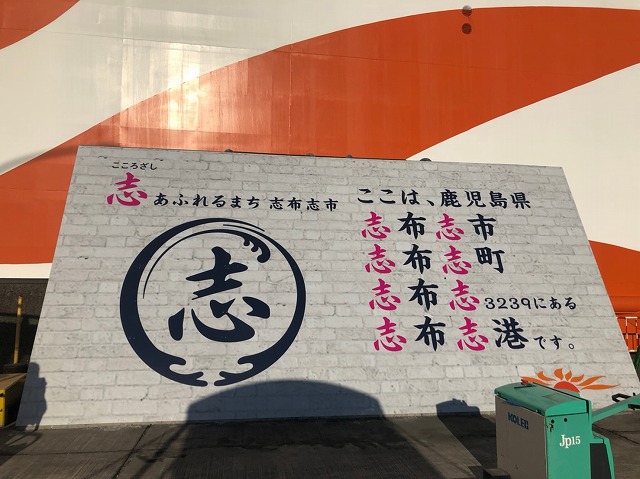 こころざし
志あふれるまち 志布志市
志
ここは、鹿児島県
志布志市
志布志町
志布志3239にある
志布志港です。
KOLEC
Jp15